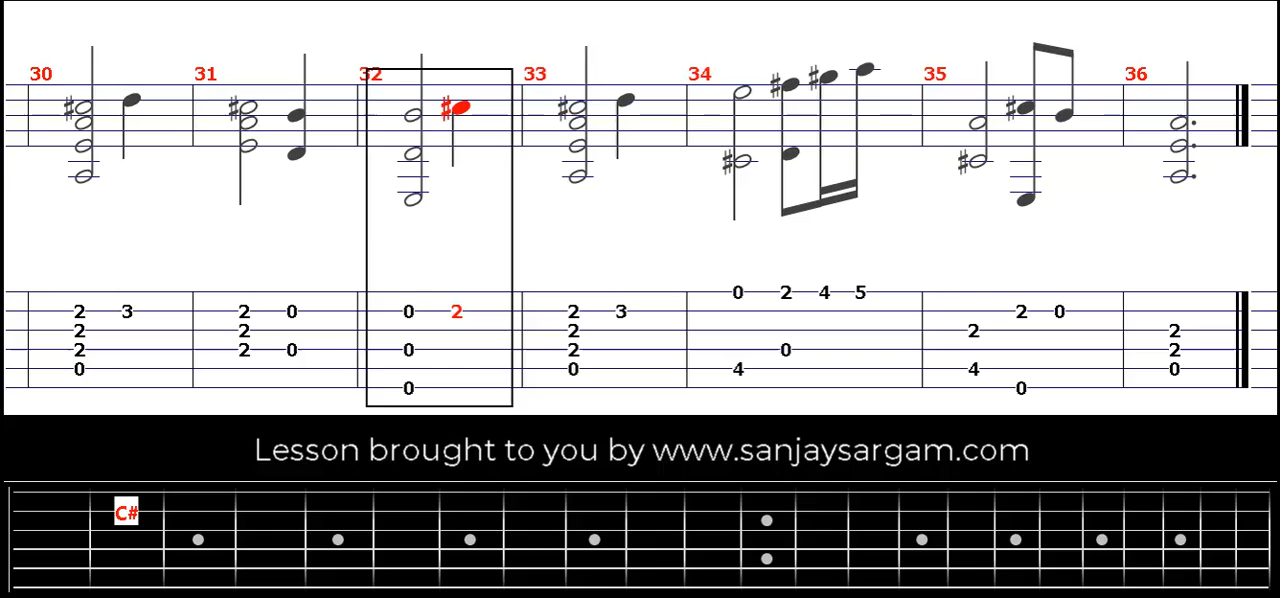 30 31 32 33 34 35 36
0 2 4 5
2 3 2 0 0 2 2 3 2 0
2 2 2 2 2
2 2 0 0 2 0 2
0 0 4 4 0
0 0
Lesson brought to you by www.sanjaysargam.com
C#